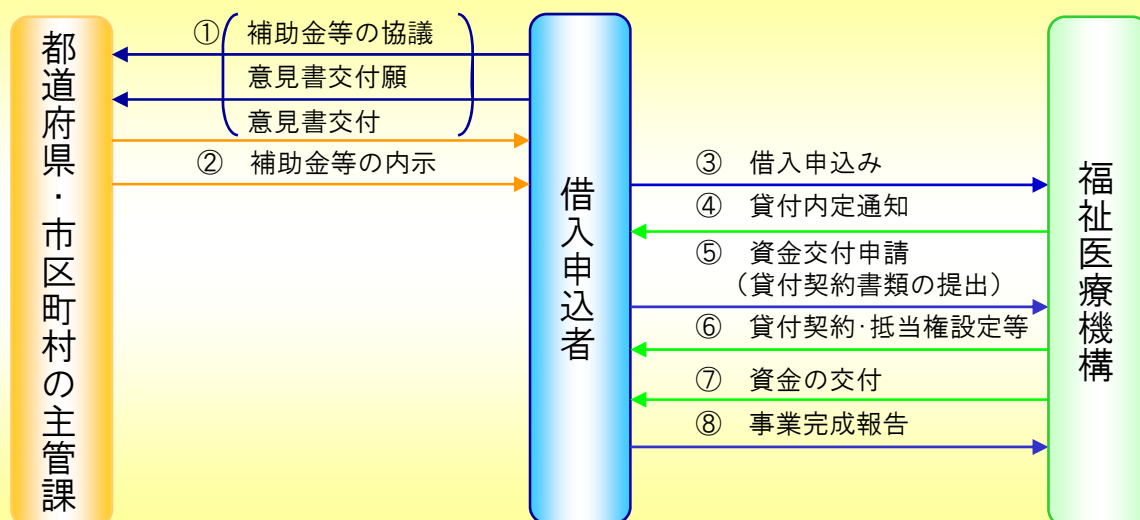 都道府県・市区町村の主管課
① 補助金等の協議
意見書交付願
意見書交付
② 補助金等の内示
借入申込者
③ 借入申込み
④ 貸付内定通知
⑤ 資金交付申請
（貸付契約書類の提出）
⑥ 貸付契約･抵当権設定等
⑦ 資金の交付
⑧ 事業完成報告
福祉医療機構